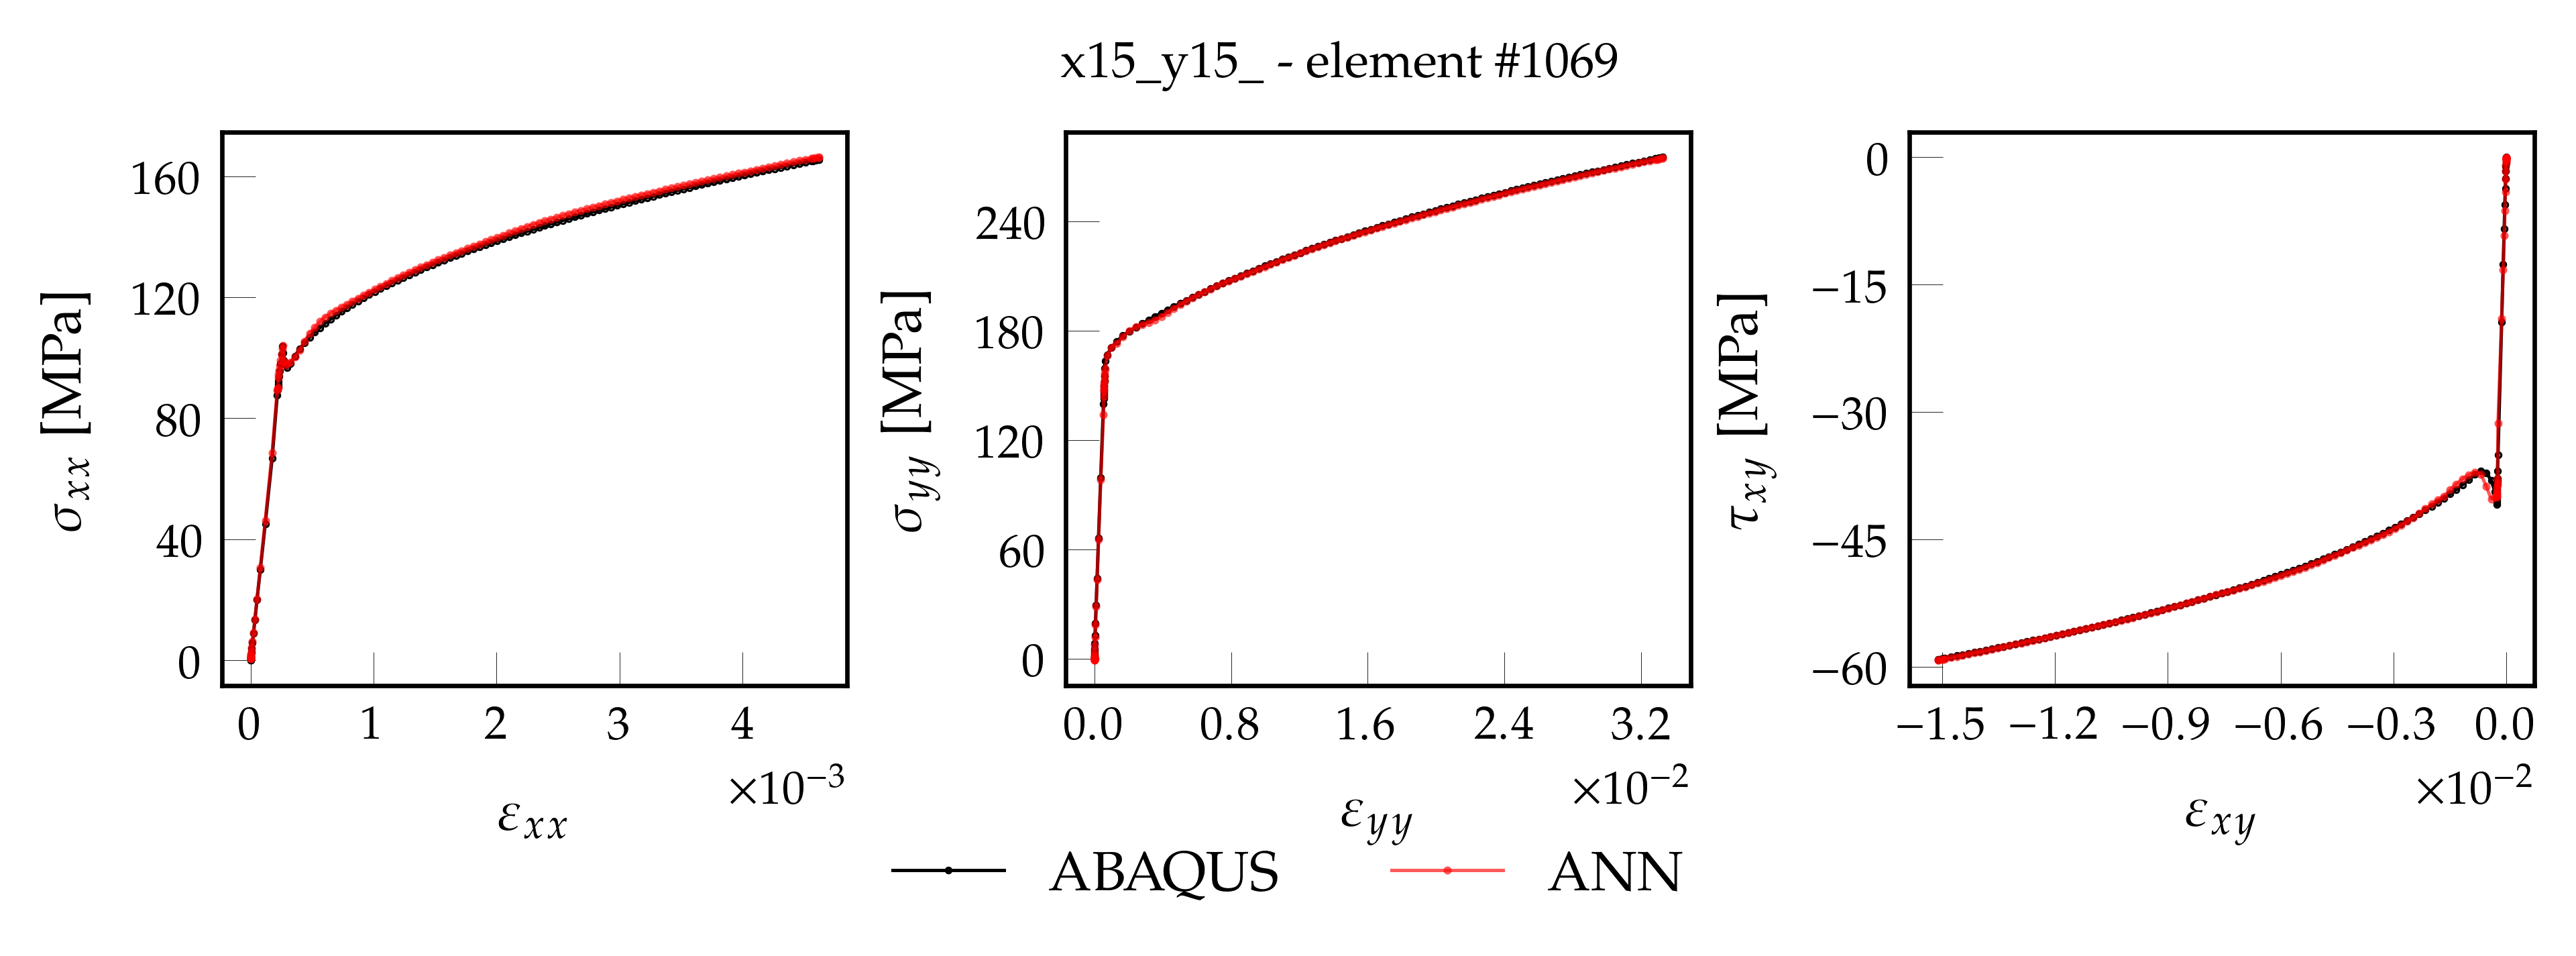 x15_y15_ - element #1069
σxx [MPa]
160
120
80
40
0
0 1 2 3 4
×10⁻³
εxx
σyy [MPa]
240
180
120
60
0
0.0 0.8 1.6 2.4 3.2
×10⁻²
εyy
τxy [MPa]
0
−15
−30
−45
−60
−1.5 −1.2 −0.9 −0.6 −0.3 0.0
×10⁻²
εxy
ABAQUS ANN